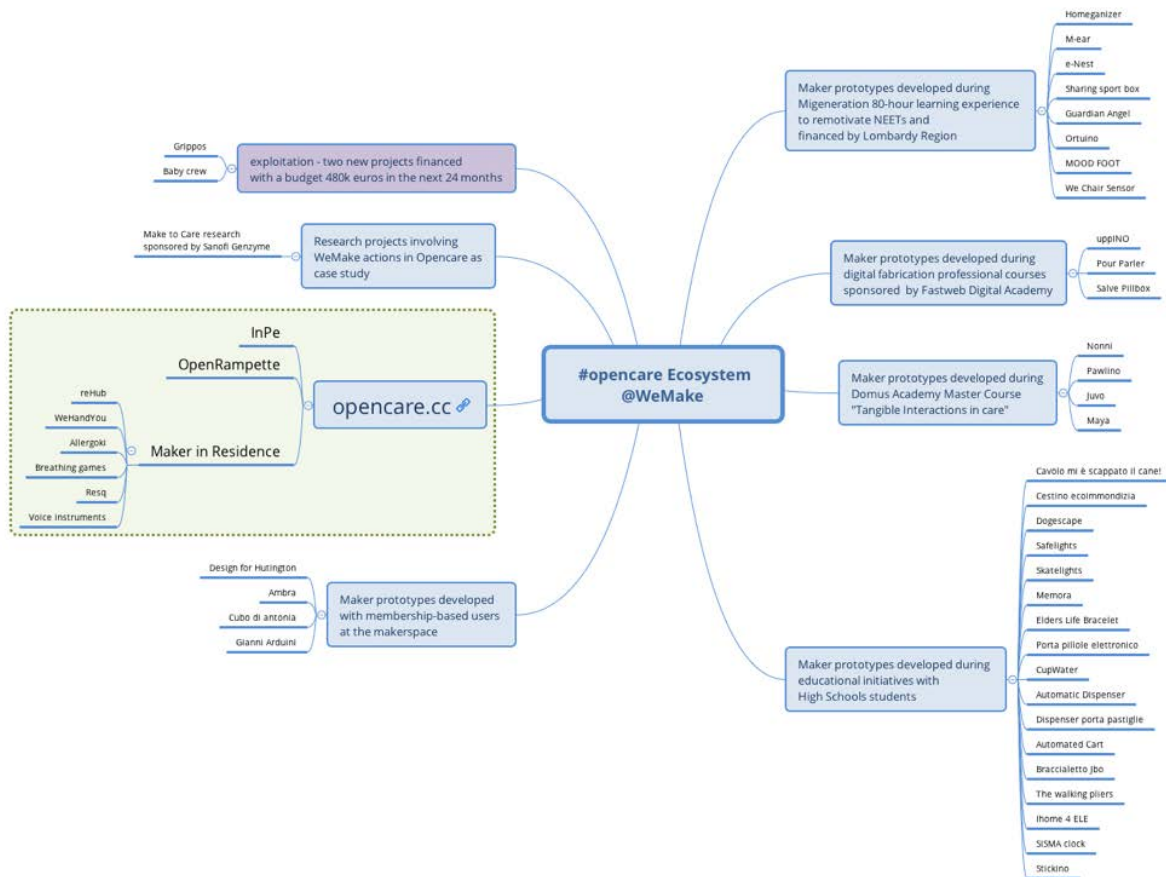 #opencare Ecosystem
@WeMake
exploitation - two new projects financed
with a budget 480k euros in the next 24 months
Grippos
Baby crew
Research projects involving
WeMake actions in Opencare as
case study
Make to Care research
sponsored by Sanofi Genzyme
opencare.cc
InPe
OpenRampette
Maker in Residence
reHub
WeHandYou
Allergoki
Breathing games
Resq
Voice instruments
Maker prototypes developed
with membership-based users
at the makerspace
Design for Hutington
Ambra
Cubo di antonia
Gianni Arduini
Maker prototypes developed during
Migeneration 80-hour learning experience
to remotivate NEETs and
financed by Lombardy Region
Homeganizer
M-ear
e-Nest
Sharing sport box
Guardian Angel
Ortuino
MOOD FOOT
We Chair Sensor
Maker prototypes developed during
digital fabrication professional courses
sponsored by Fastweb Digital Academy
uppINO
Pour Parler
Salve Pillbox
Maker prototypes developed during
Domus Academy Master Course
"Tangible Interactions in care"
Nonni
Pawlino
Juvo
Maya
Maker prototypes developed during
educational initiatives with
High Schools students
Cavolo mi è scappato il cane!
Cestino ecoimmondizia
Dogescape
Safelights
Skatelights
Memora
Elders Life Bracelet
Porta pillole elettronico
CupWater
Automatic Dispenser
Dispenser porta pastiglie
Automated Cart
Braccialetto Jbo
The walking pliers
Ihome 4 ELE
SISMA clock
Stickino